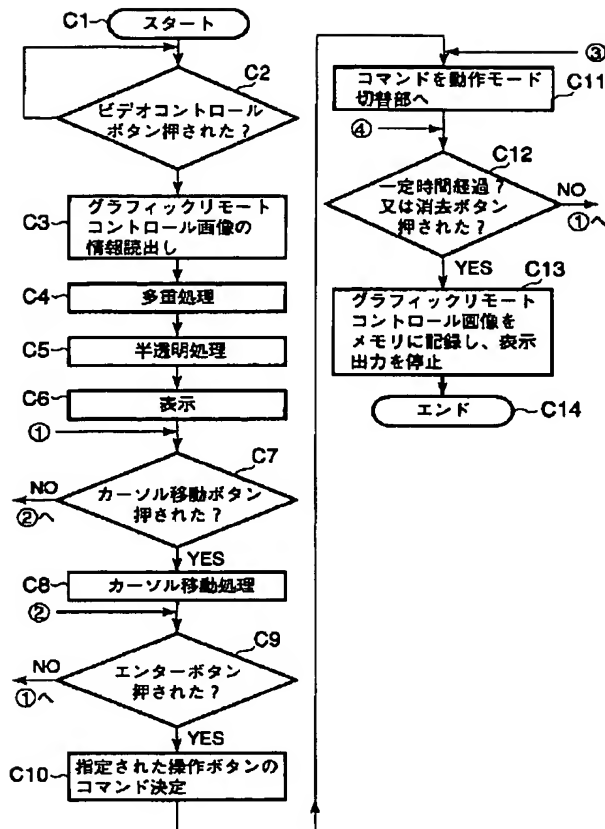 C1
スタート
C2
ビデオコントロール
ボタン押された?
C3
グラフィックリモート
コントロール画像の
情報読出し
C4
多重処理
C5
半透明処理
C6
表示
①
C7
カーソル移動ボタン
押された?
NO
②へ
YES
C8
カーソル移動処理
②
C9
エンターボタン
押された?
NO
①へ
YES
C10
指定された操作ボタンの
コマンド決定
③
コマンドを動作モード
切替部へ
C11
④
C12
一定時間経過?
又は消去ボタン
押された?
NO
①へ
YES
C13
グラフィックリモート
コントロール画像を
メモリに記録し、表示
出力を停止
エンド
C14